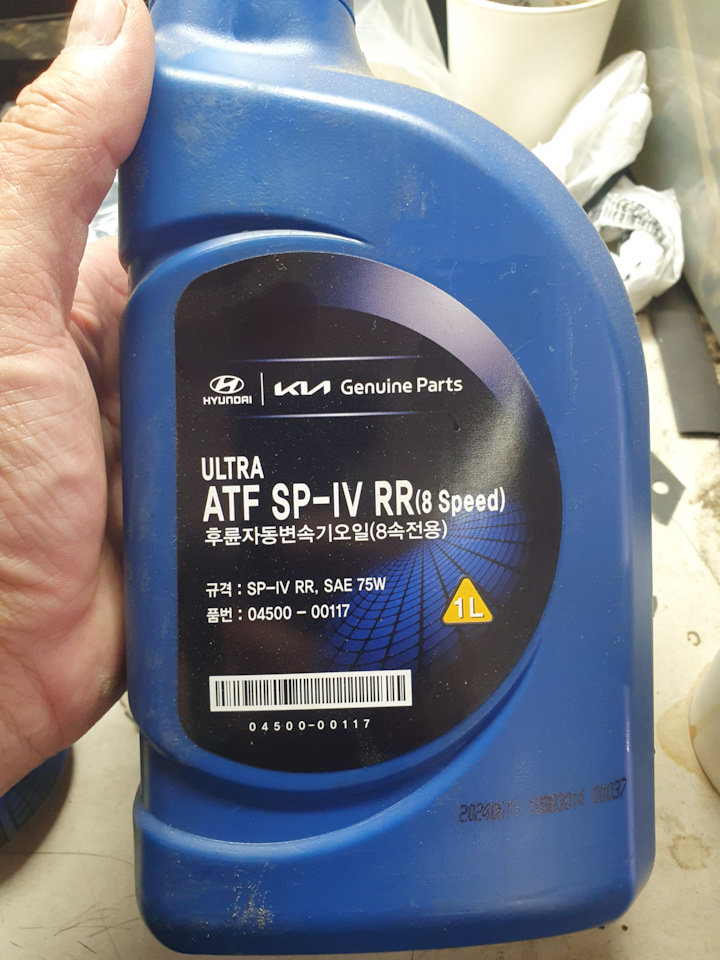 HYUNDAI KIA Genuine Parts
ULTRA
ATF SP-IV RR(8 Speed)
후륜자동변속기오일(8속전용)
규격 : SP-IV RR, SAE 75W
품번 : 04500 - 00117
1L
04500-00117
00037